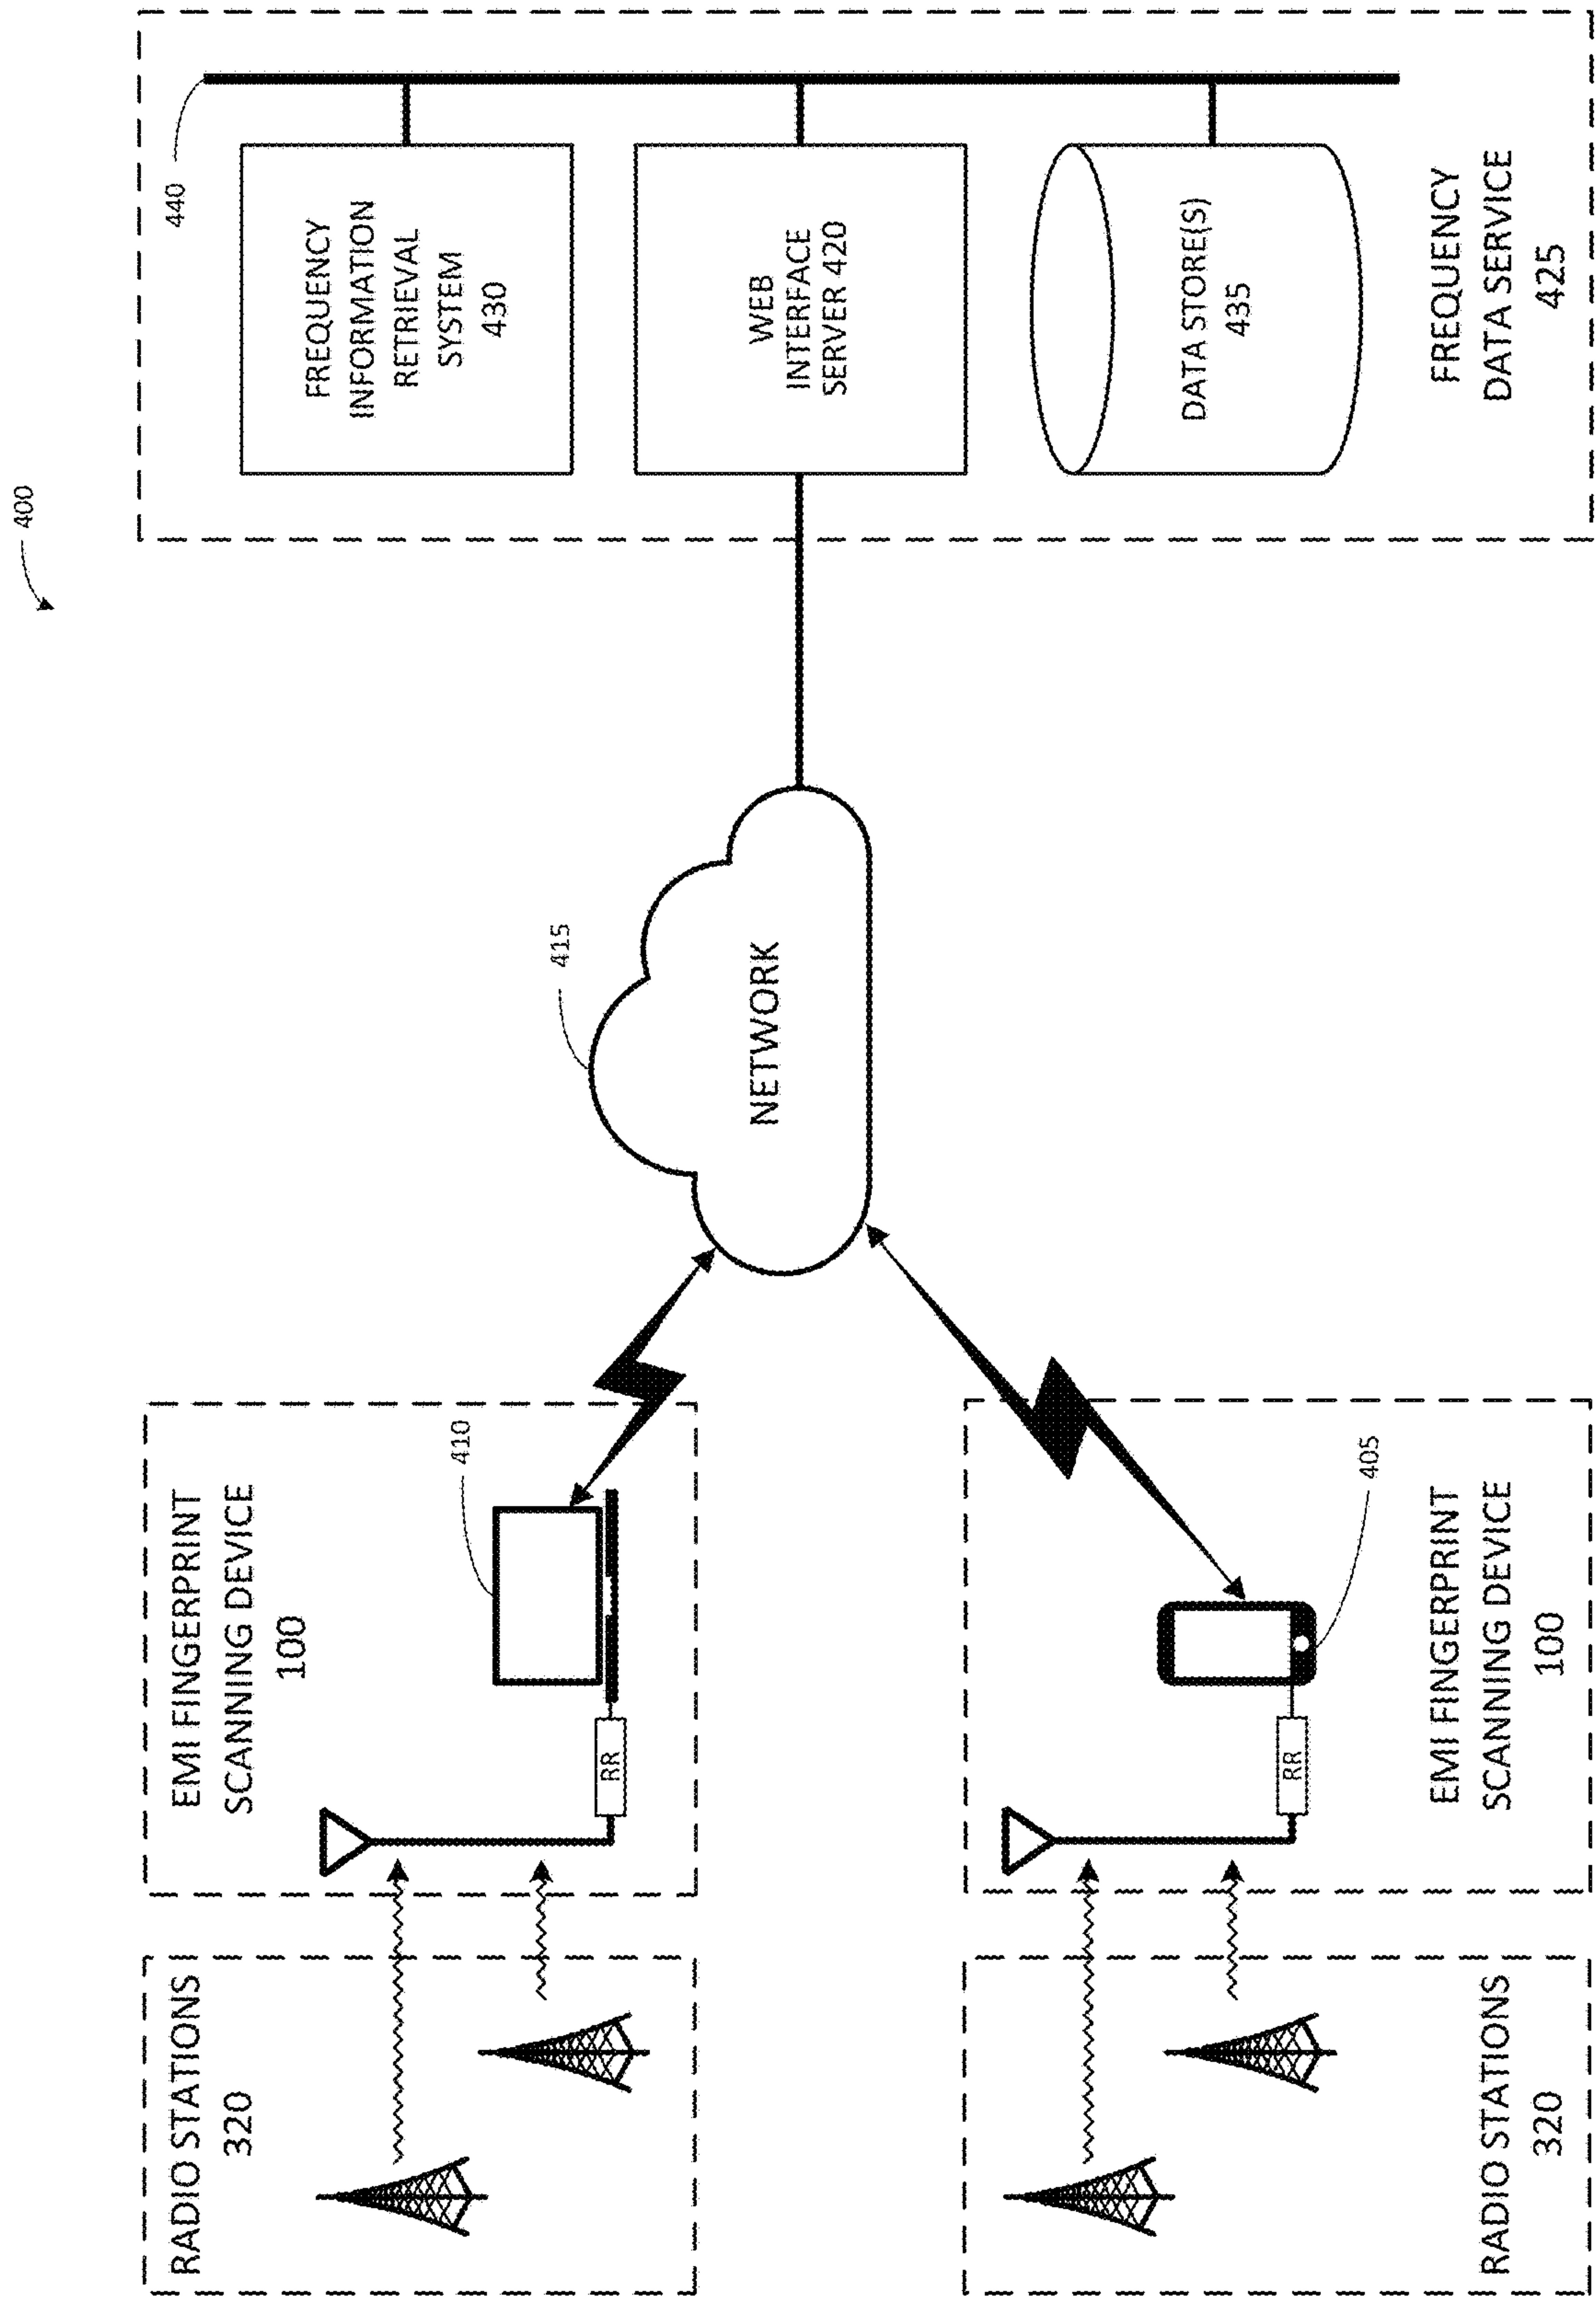 400
RADIO STATIONS
320
EMI FINGERPRINT
SCANNING DEVICE
100
410
RR
415
NETWORK
440
FREQUENCY
INFORMATION
RETRIEVAL
SYSTEM
430
WEB
INTERFACE
SERVER 420
DATA STORE(S)
435
FREQUENCY
DATA SERVICE
425
RR
405
EMI FINGERPRINT
SCANNING DEVICE
100
RADIO STATIONS
320